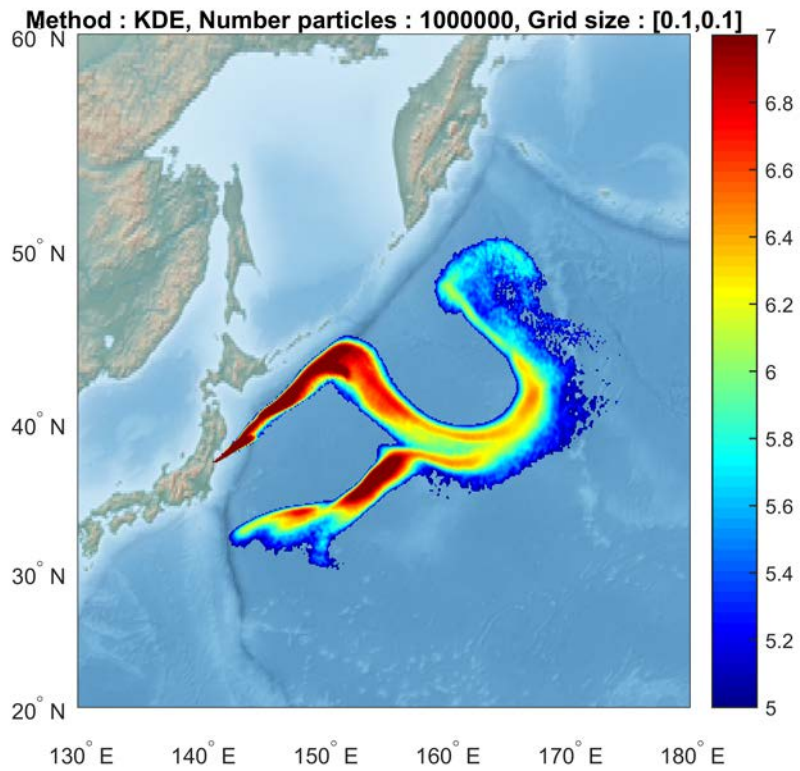 Method : KDE, Number particles : 1000000, Grid size : [0.1,0.1]
60° N
50° N
40° N
30° N
20° N
130° E
140° E
150° E
160° E
170° E
180° E
7
6.8
6.6
6.4
6.2
6
5.8
5.6
5.4
5.2
5